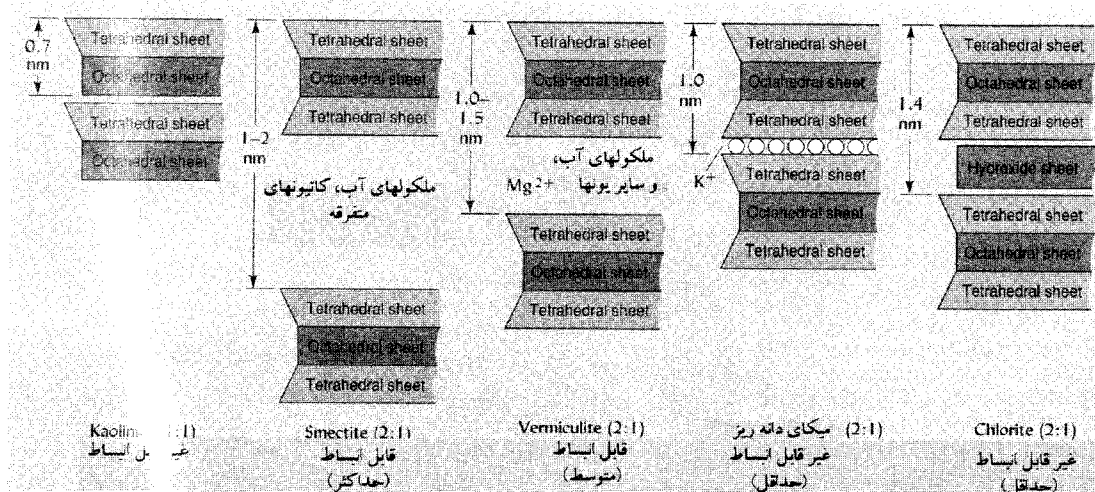 0.7
nm
Tetrahedral sheet
Octahedral sheet
Tetrahedral sheet
Octahedral sheet
1:1)
بل انبساط
1–2
nm
Tetrahedral sheet
Octahedral sheet
Tetrahedral sheet
ملکولهای آب، کاتیونهای
متفرقه
Tetrahedral sheet
Octahedral sheet
Tetrahedral sheet
Smectite (2:1)
قابل انبساط
(حداکثر)
1.0–
1.5
nm
Tetrahedral sheet
Octahedral sheet
Tetrahedral sheet
ملکولهای آب،
Mg2+ و سایر یونها
Tetrahedral sheet
Octahedral sheet
Tetrahedral sheet
Vermiculite (2:1)
قابل انبساط
(متوسط)
1.0
nm
Tetrahedral sheet
Octahedral sheet
Tetrahedral sheet
K+
Tetrahedral sheet
Octahedral sheet
Tetrahedral sheet
میکای دانه ریز (2:1)
غیر قابل انبساط
(حداقل)
1.4
nm
Tetrahedral sheet
Octahedral sheet
Tetrahedral sheet
Hydroxide sheet
Tetrahedral sheet
Octahedral sheet
Tetrahedral sheet
Chlorite (2:1)
غیر قابل انبساط
(حداقل)